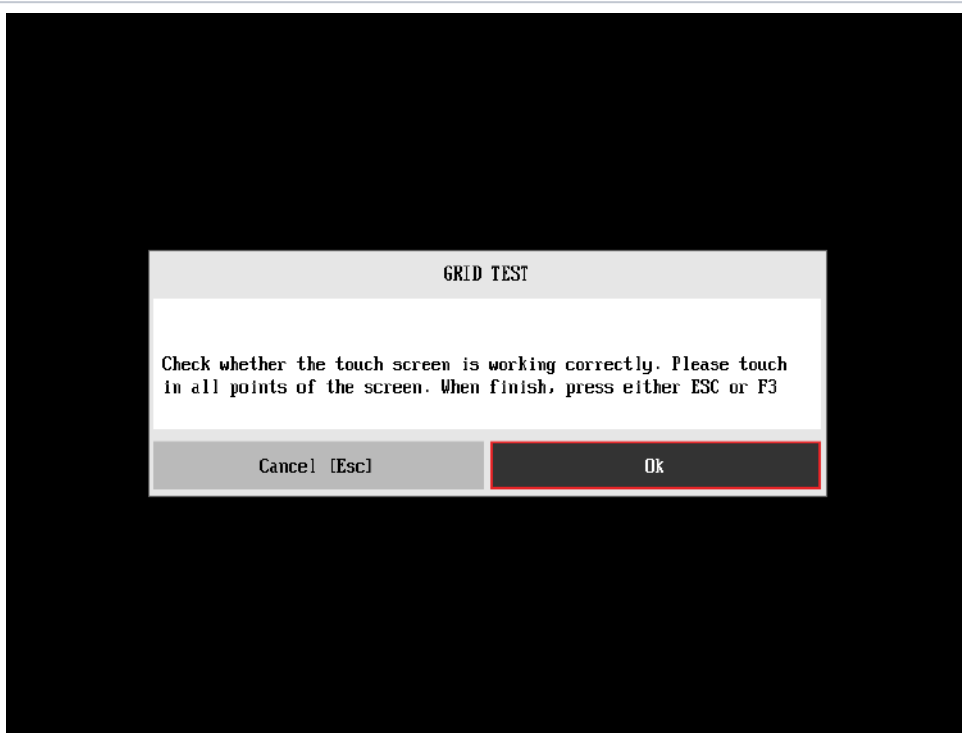 GRID TEST
Check whether the touch screen is working correctly. Please touch
in all points of the screen. When finish, press either ESC or F3
Cancel [Esc]
Ok